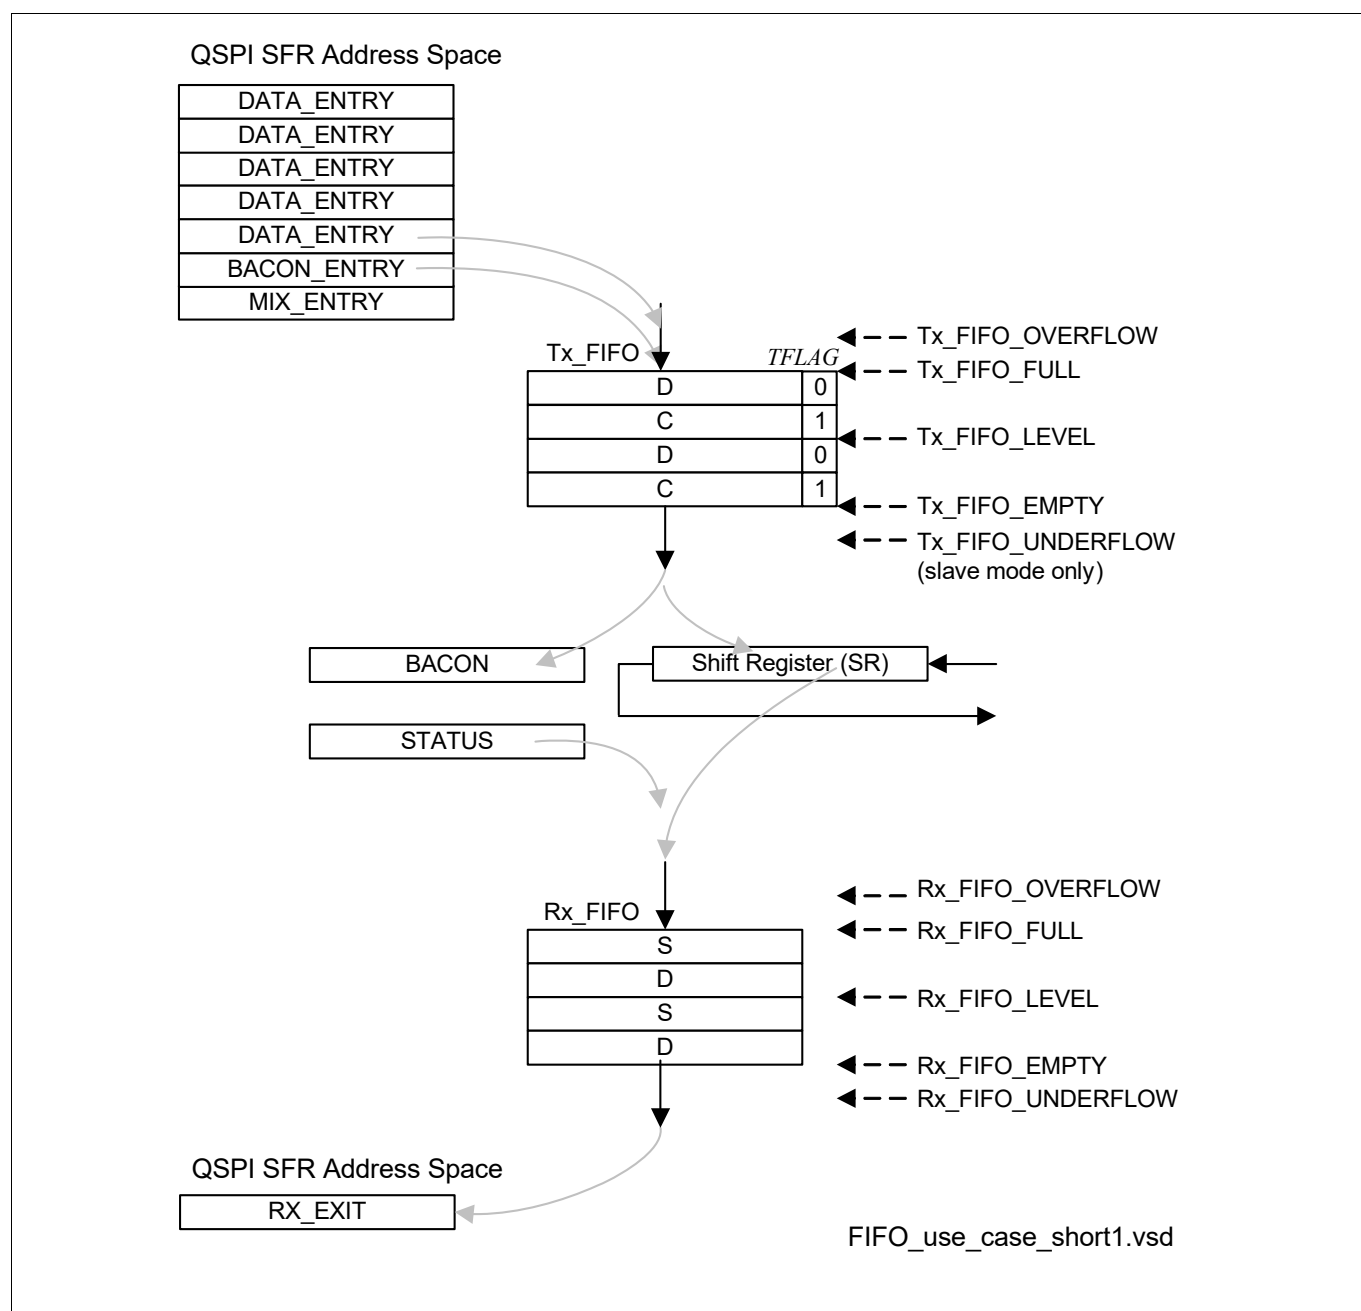 QSPI SFR Address Space
DATA_ENTRY
DATA_ENTRY
DATA_ENTRY
DATA_ENTRY
DATA_ENTRY
BACON_ENTRY
MIX_ENTRY
Tx_FIFO
TFLAG
Tx_FIFO_OVERFLOW
Tx_FIFO_FULL
D 0
C 1
Tx_FIFO_LEVEL
D 0
C 1
Tx_FIFO_EMPTY
Tx_FIFO_UNDERFLOW
(slave mode only)
BACON
Shift Register (SR)
STATUS
Rx_FIFO
Rx_FIFO_OVERFLOW
Rx_FIFO_FULL
S
D
Rx_FIFO_LEVEL
S
D
Rx_FIFO_EMPTY
Rx_FIFO_UNDERFLOW
QSPI SFR Address Space
RX_EXIT
FIFO_use_case_short1.vsd